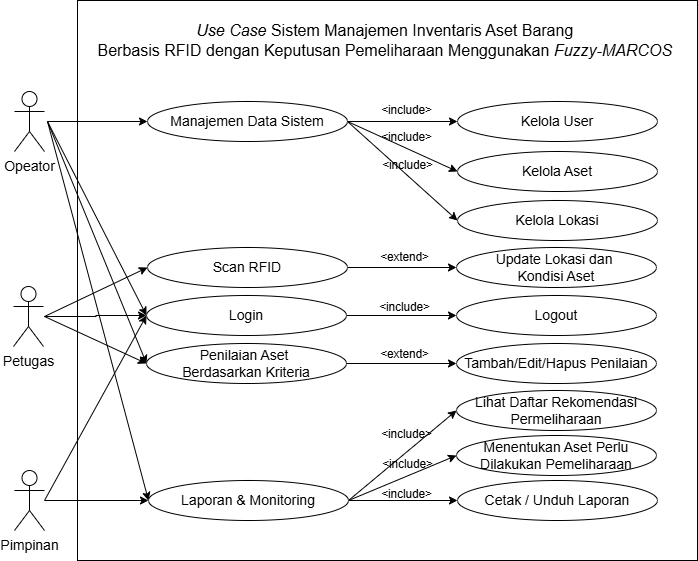 Use Case Sistem Manajemen Inventaris Aset Barang
Berbasis RFID dengan Keputusan Pemeliharaan Menggunakan Fuzzy-MARCOS
Opeator
Manajemen Data Sistem
<include>
Kelola User
<include>
Kelola Aset
<include>
Kelola Lokasi
Petugas
Scan RFID
<extend>
Update Lokasi dan
Kondisi Aset
Login
<include>
Logout
Penilaian Aset
Berdasarkan Kriteria
<extend>
Tambah/Edit/Hapus Penilaian
Pimpinan
Laporan & Monitoring
<include>
Lihat Daftar Rekomendasi
Permeliharaan
<include>
Menentukan Aset Perlu
Dilakukan Pemeliharaan
<include>
Cetak / Unduh Laporan